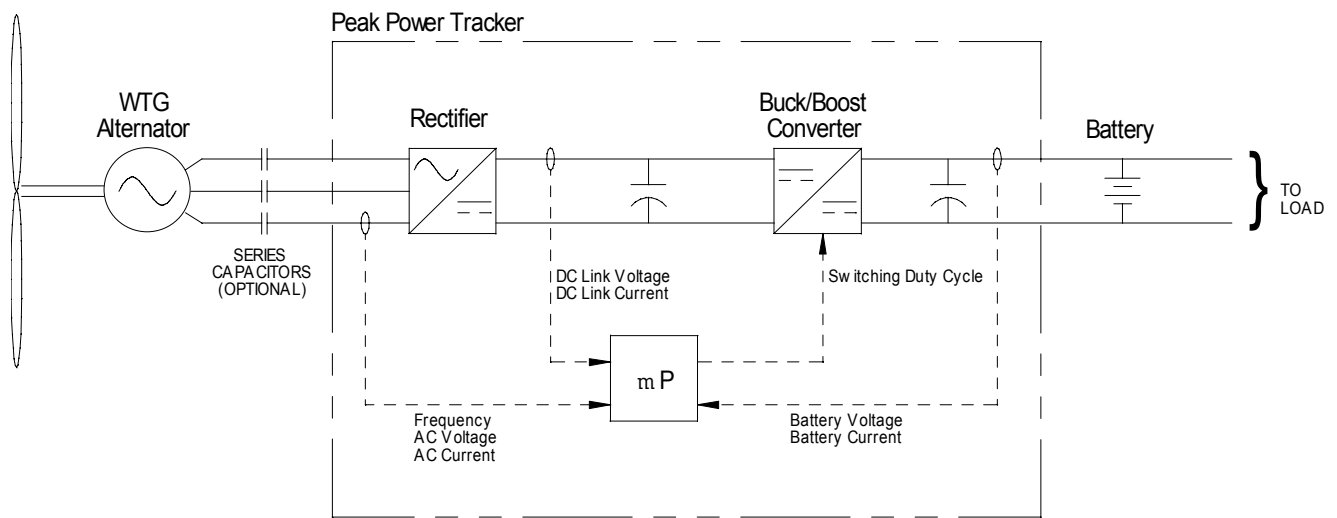 Peak Power Tracker
WTG
Alternator
Rectifier
Buck/Boost
Converter
Battery
TO
LOAD
SERIES
CAPACITORS
(OPTIONAL)
DC Link Voltage
DC Link Current
Switching Duty Cycle
m P
Frequency
AC Voltage
AC Current
Battery Voltage
Battery Current